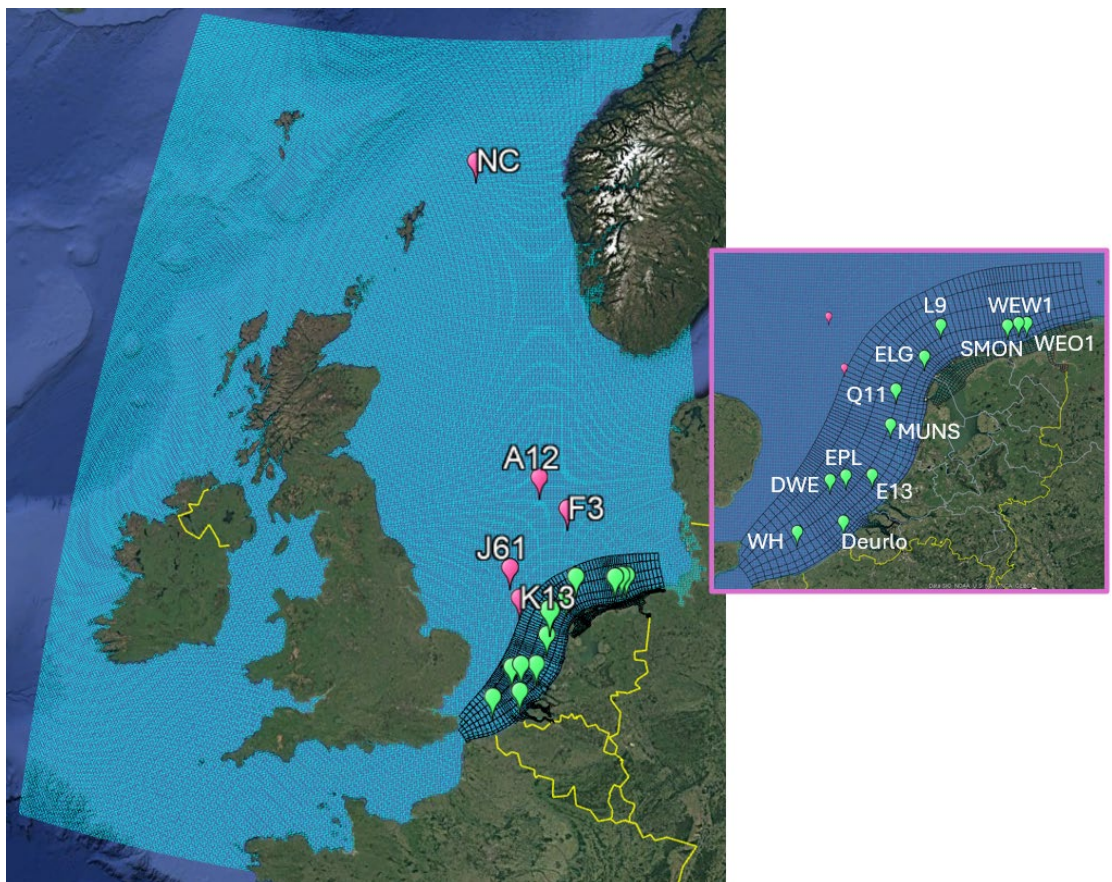 NC
A12
F3
J61
K13
L9
WEW1
SMON
WEO1
ELG
Q11
MUNS
EPL
DWE
E13
WH
Deurlo